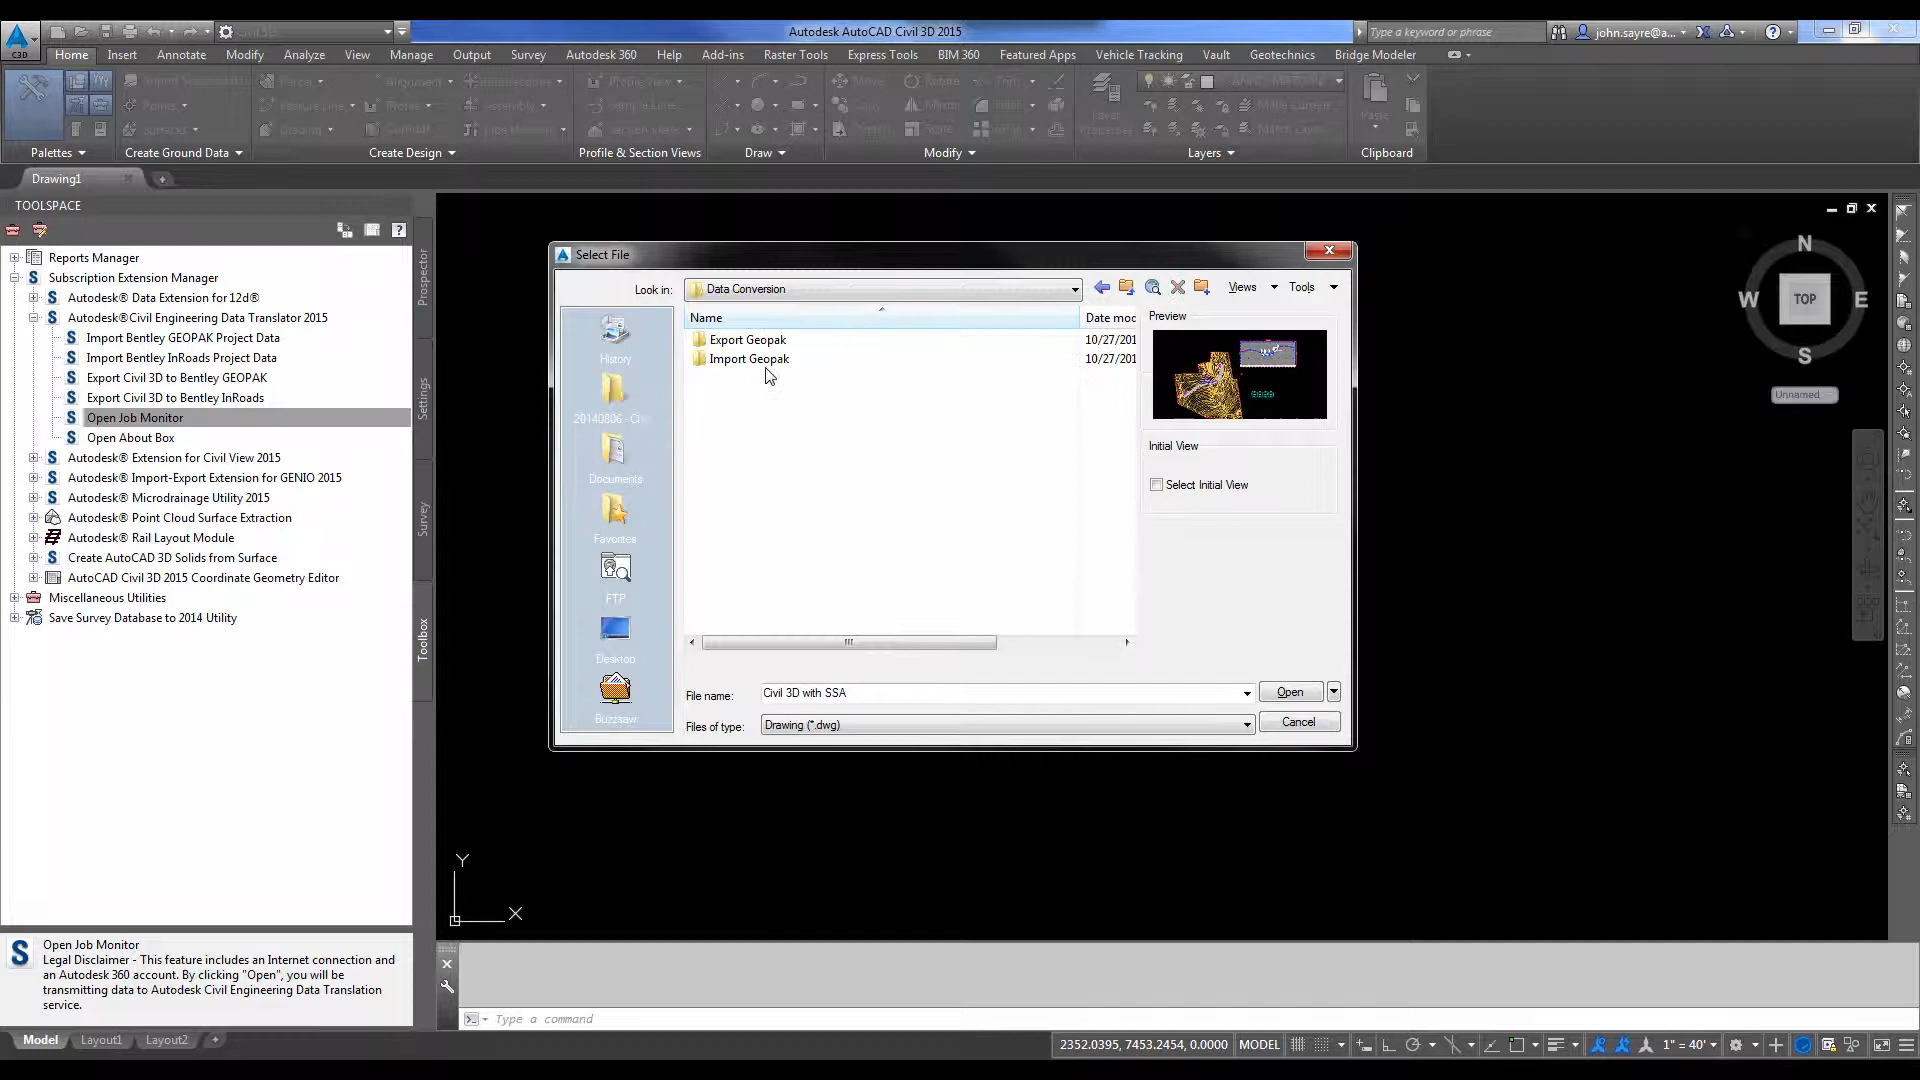 Autodesk AutoCAD Civil 3D 2015
Type a keyword or phrase
john.sayre@a...
C3D
Home Insert Annotate Modify Analyze View Manage Output Survey Autodesk 360 Help Add-ins Raster Tools Express Tools BIM 360 Featured Apps Vehicle Tracking Vault Geotechnics Bridge Modeler
Palettes Create Ground Data Create Design Profile & Section Views Draw Modify Layers Clipboard
Drawing1
TOOLSPACE
Reports Manager
Subscription Extension Manager
Autodesk® Data Extension for 12d®
Autodesk®Civil Engineering Data Translator 2015
Import Bentley GEOPAK Project Data
Import Bentley InRoads Project Data
Export Civil 3D to Bentley GEOPAK
Export Civil 3D to Bentley InRoads
Open Job Monitor
Open About Box
Autodesk® Extension for Civil View 2015
Autodesk® Import-Export Extension for GENIO 2015
Autodesk® Microdrainage Utility 2015
Autodesk® Point Cloud Surface Extraction
Autodesk® Rail Layout Module
Create AutoCAD 3D Solids from Surface
AutoCAD Civil 3D 2015 Coordinate Geometry Editor
Miscellaneous Utilities
Save Survey Database to 2014 Utility
Prospector
Settings
Survey
Toolbox
Open Job Monitor
Legal Disclaimer - This feature includes an Internet connection and
an Autodesk 360 account. By clicking "Open", you will be
transmitting data to Autodesk Civil Engineering Data Translation
service.
Select File
Look in: Data Conversion
Views Tools
Name Date mod
Export Geopak 10/27/201
Import Geopak 10/27/201
History
20140806 - Ci
Documents
Favorites
FTP
Desktop
Buzzsaw
Preview
Initial View
Select Initial View
File name: Civil 3D with SSA Open
Files of type: Drawing (*.dwg) Cancel
N
W TOP E
S
Unnamed
Y
X
Type a command
Model Layout1 Layout2
2352.0395, 7453.2454, 0.0000 MODEL 1" = 40'